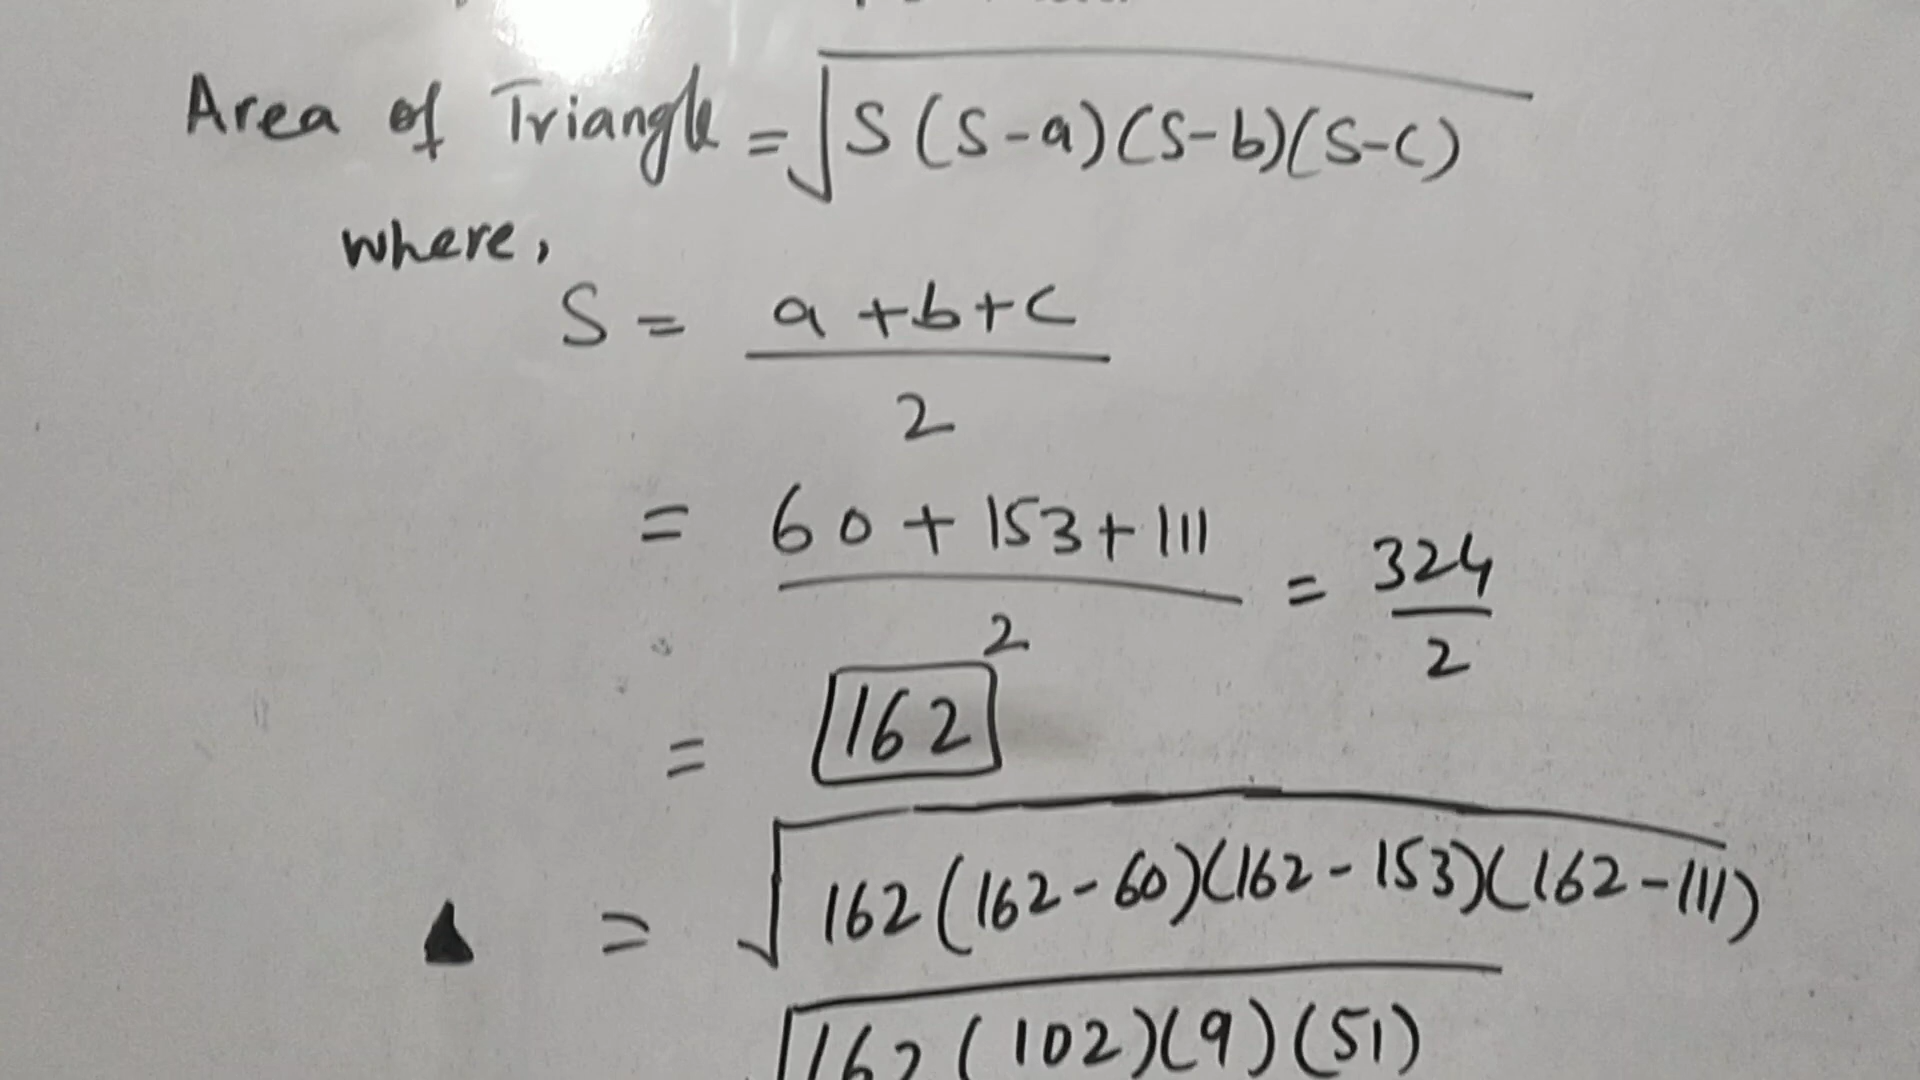 Area of Triangle = √S(S-a)(S-b)(S-c)
where,
S = a+b+c
2
= 60+153+111 = 324
2 2
= 162
▲ = √162(162-60)(162-153)(162-111)
√162(102)(9)(51)